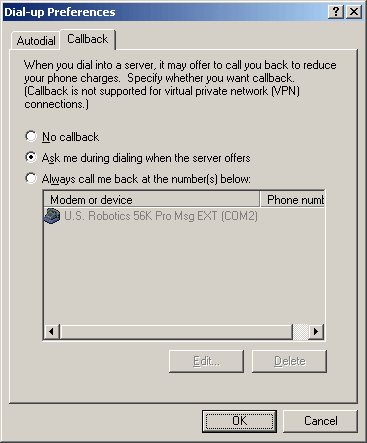 Dial-up Preferences
Autodial Callback
When you dial into a server, it may offer to call you back to reduce
your phone charges. Specify whether you want callback.
(Callback is not supported for virtual private network (VPN)
connections.)
No callback
Ask me during dialing when the server offers
Always call me back at the number(s) below:
Modem or device Phone numb
U.S. Robotics 56K Pro Msg EXT (COM2)
Edit... Delete
OK Cancel